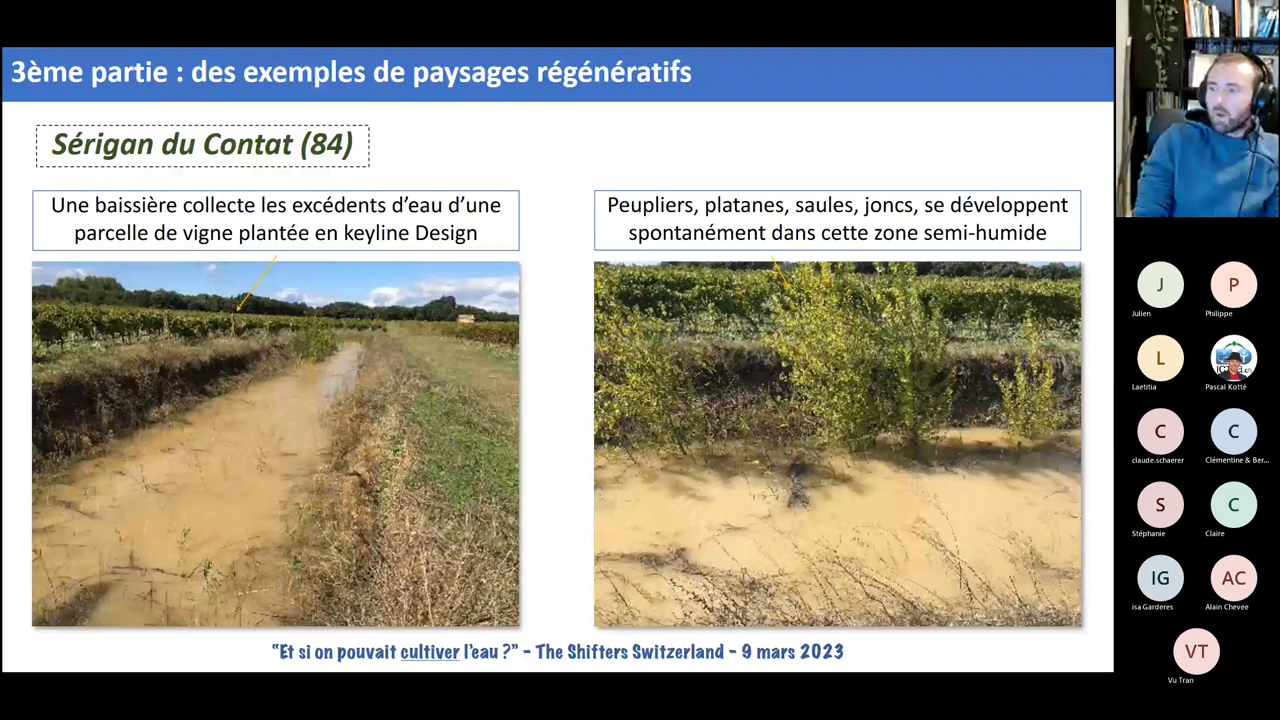 3ème partie : des exemples de paysages régénératifs
Sérigan du Contat (84)
Une baissière collecte les excédents d’eau d’une
parcelle de vigne plantée en keyline Design
Peupliers, platanes, saules, joncs, se développent
spontanément dans cette zone semi-humide
“Et si on pouvait cultiver l’eau ?” – The Shifters Switzerland – 9 mars 2023
J
Julien
P
Philippe
L
Laetitia
Pascal Kotté
C
claude.schaerer
C
Clémentine & Ber...
S
Stéphanie
C
Claire
IG
isa Garderes
AC
Alain Chevee
VT
Vu Tran